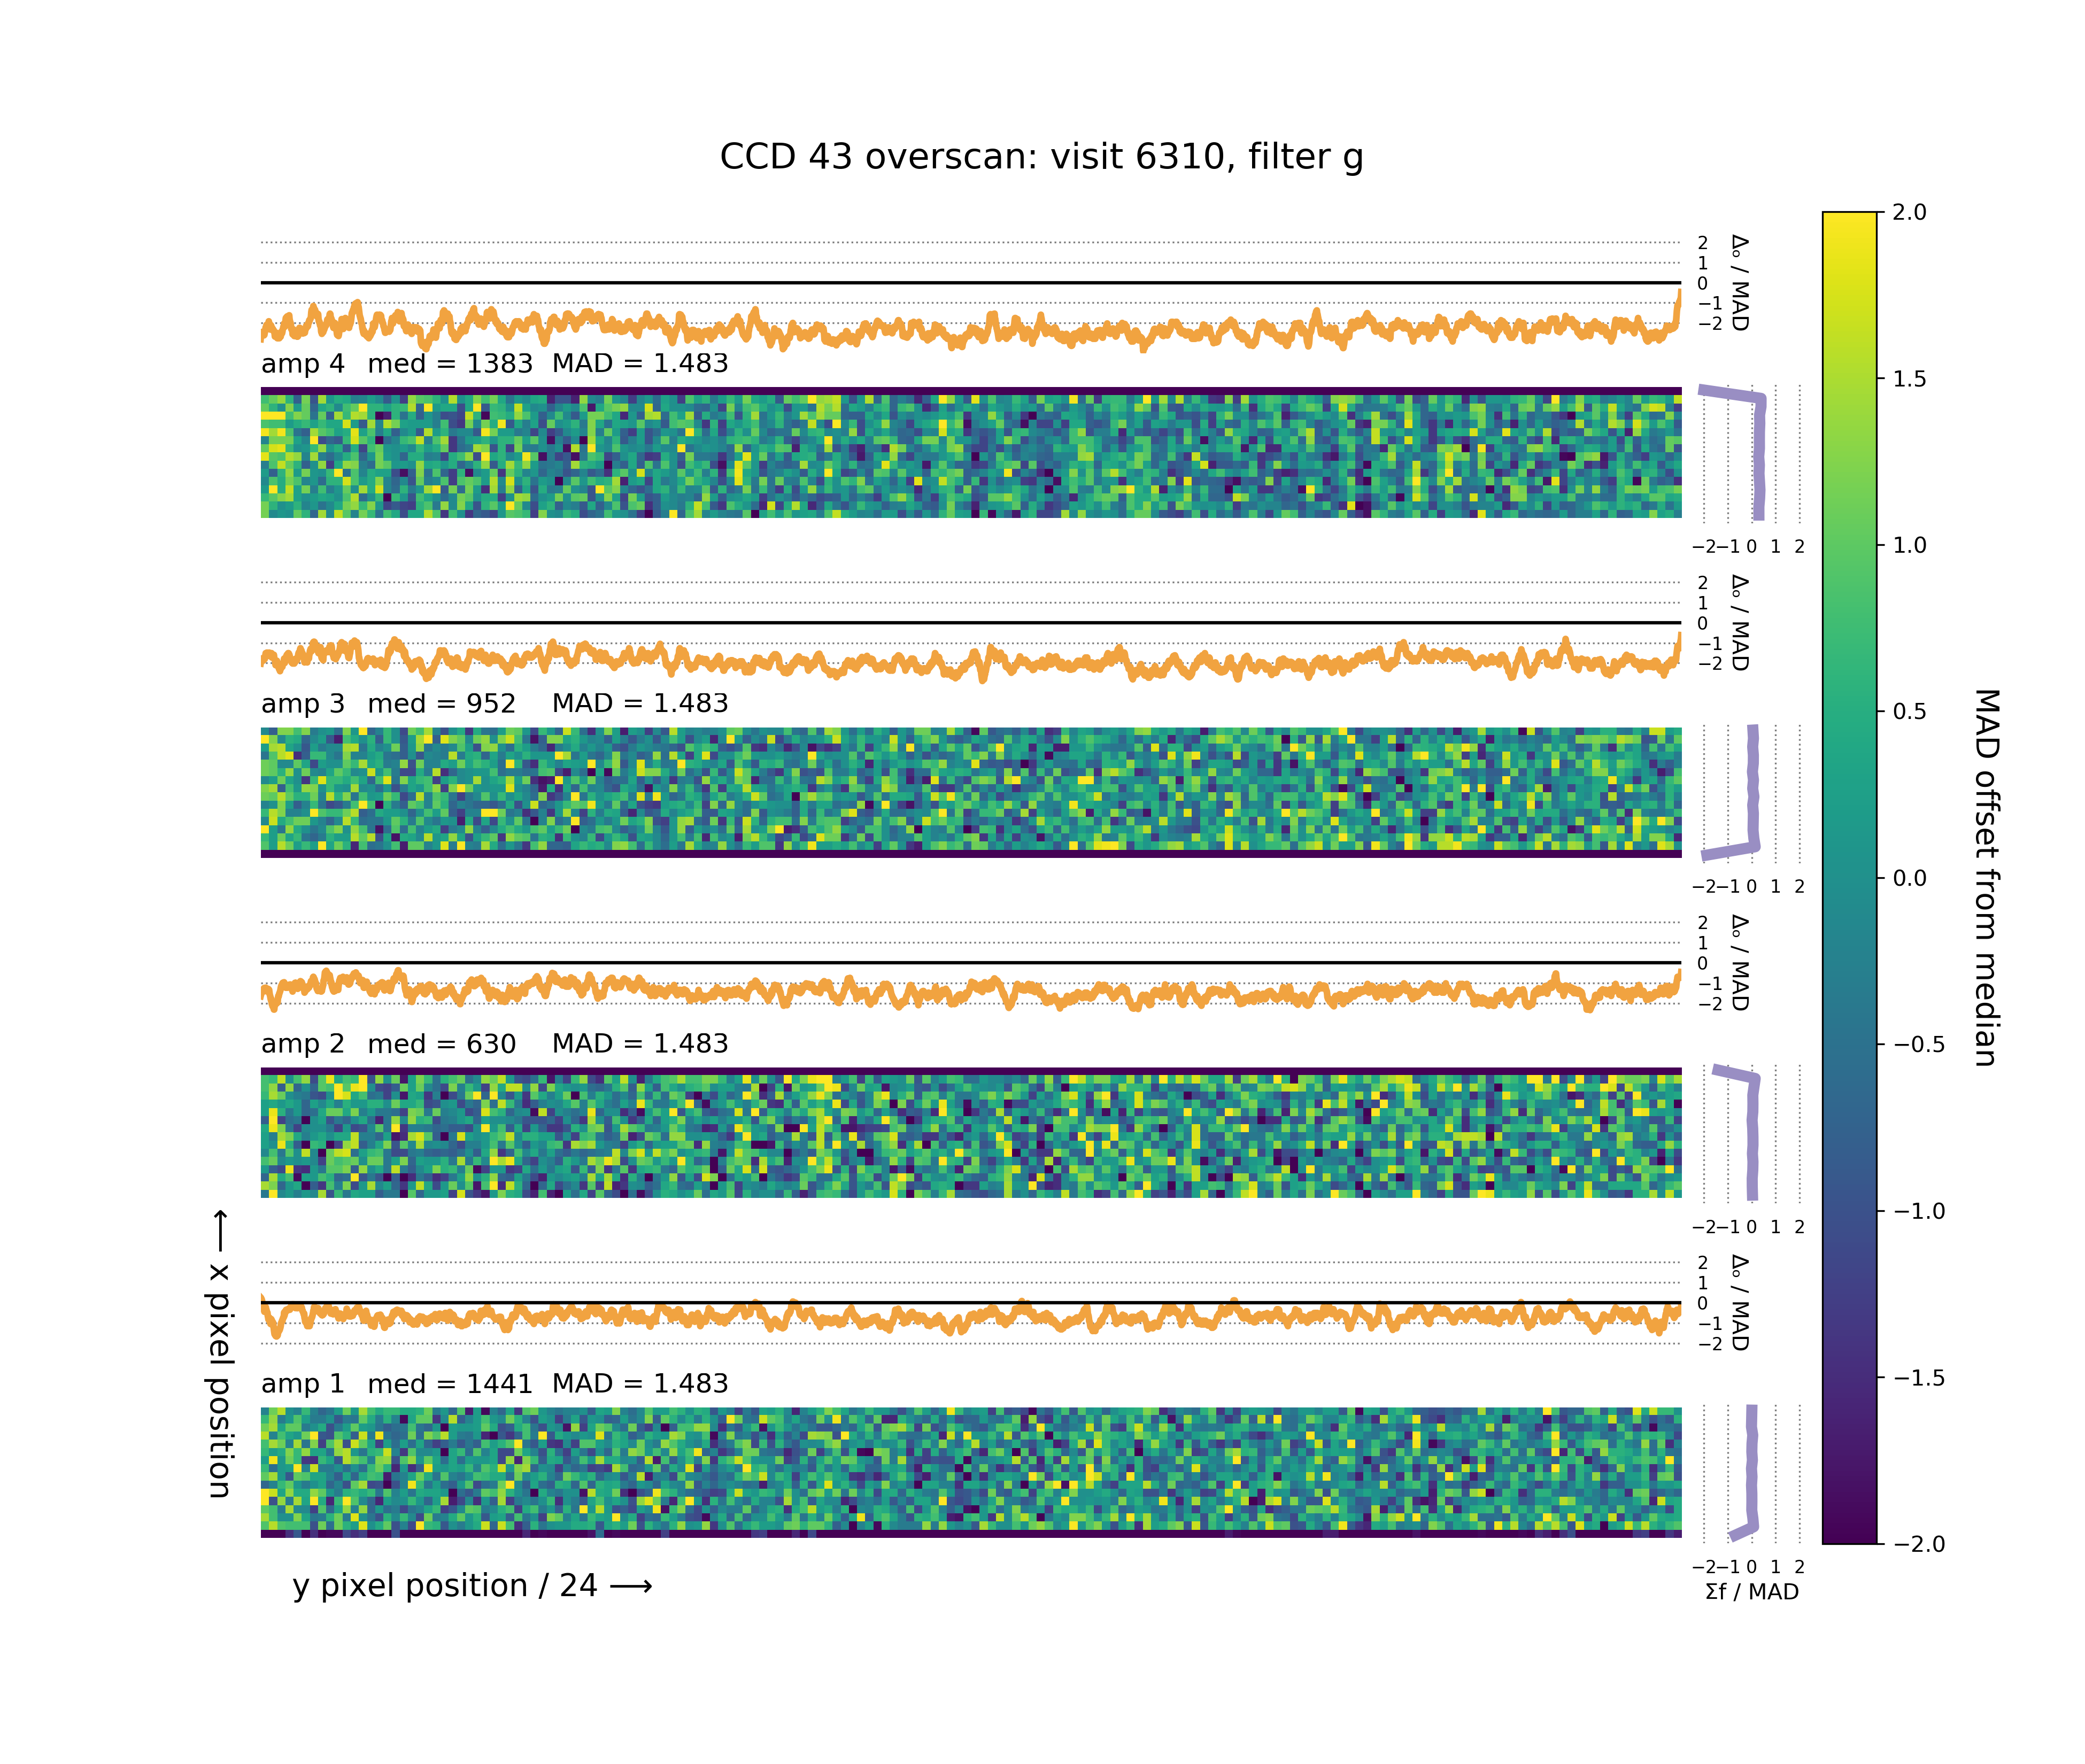 CCD 43 overscan: visit 6310, filter g
2
1
0
−1
−2
Δₒ / MAD
amp 4 med = 1383 MAD = 1.483
−2 −1 0 1 2
2
1
0
−1
−2
Δₒ / MAD
amp 3 med = 952 MAD = 1.483
−2 −1 0 1 2
2
1
0
−1
−2
Δₒ / MAD
amp 2 med = 630 MAD = 1.483
−2 −1 0 1 2
2
1
0
−1
−2
Δₒ / MAD
amp 1 med = 1441 MAD = 1.483
−2 −1 0 1 2
Σf / MAD
⟵ x pixel position
y pixel position / 24 ⟶
2.0
1.5
1.0
0.5
0.0
−0.5
−1.0
−1.5
−2.0
MAD offset from median